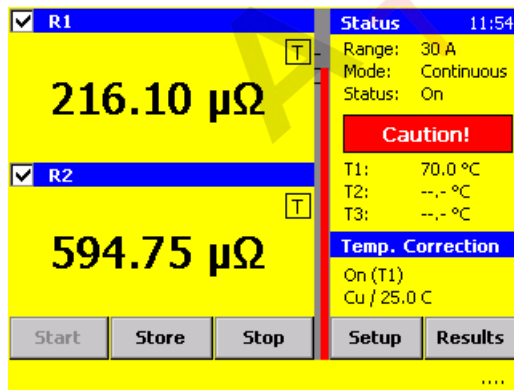 R1
T
216.10 µΩ
R2
T
594.75 µΩ
Start Store Stop
Status 11:54
Range: 30 A
Mode: Continuous
Status: On
Caution!
T1: 70.0 °C
T2: --.- °C
T3: --.- °C
Temp. Correction
On (T1)
Cu / 25.0 C
Setup Results
....